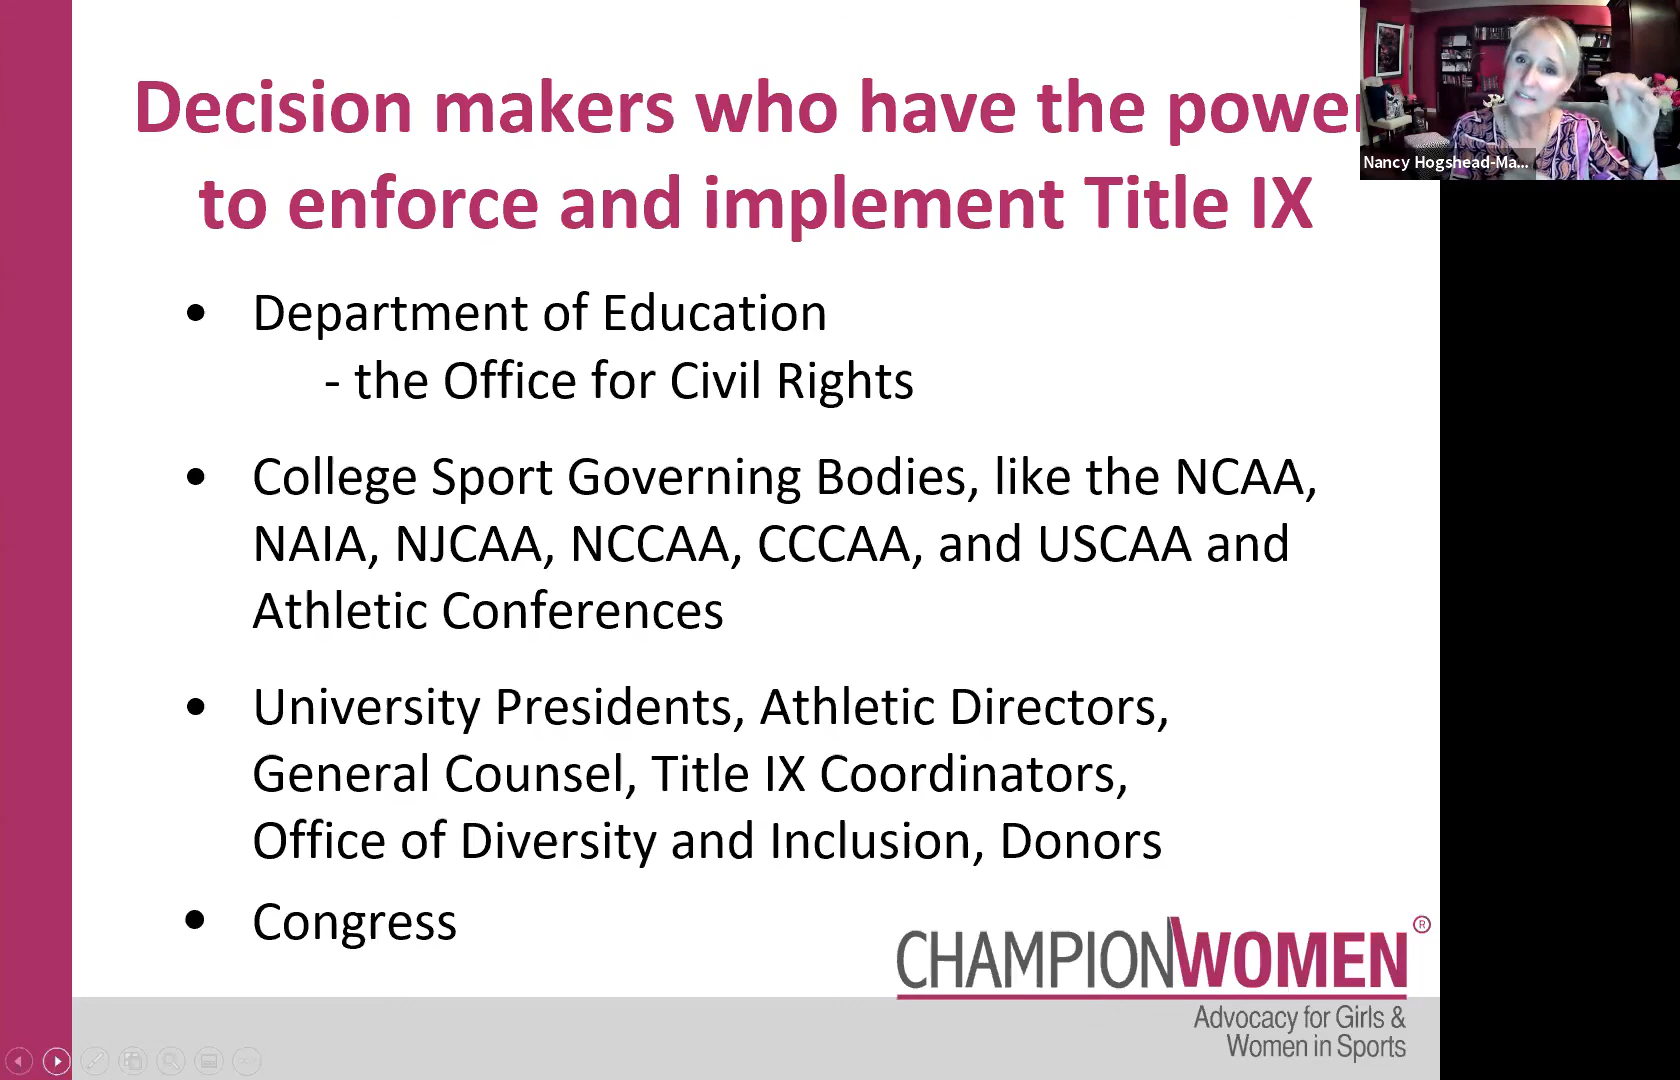 Decision makers who have the power
to enforce and implement Title IX
• Department of Education
- the Office for Civil Rights
• College Sport Governing Bodies, like the NCAA,
NAIA, NJCAA, NCCAA, CCCAA, and USCAA and
Athletic Conferences
• University Presidents, Athletic Directors,
General Counsel, Title IX Coordinators,
Office of Diversity and Inclusion, Donors
• Congress
CHAMPIONWOMEN®
Advocacy for Girls &
Women in Sports
Nancy Hogshead-Ma...